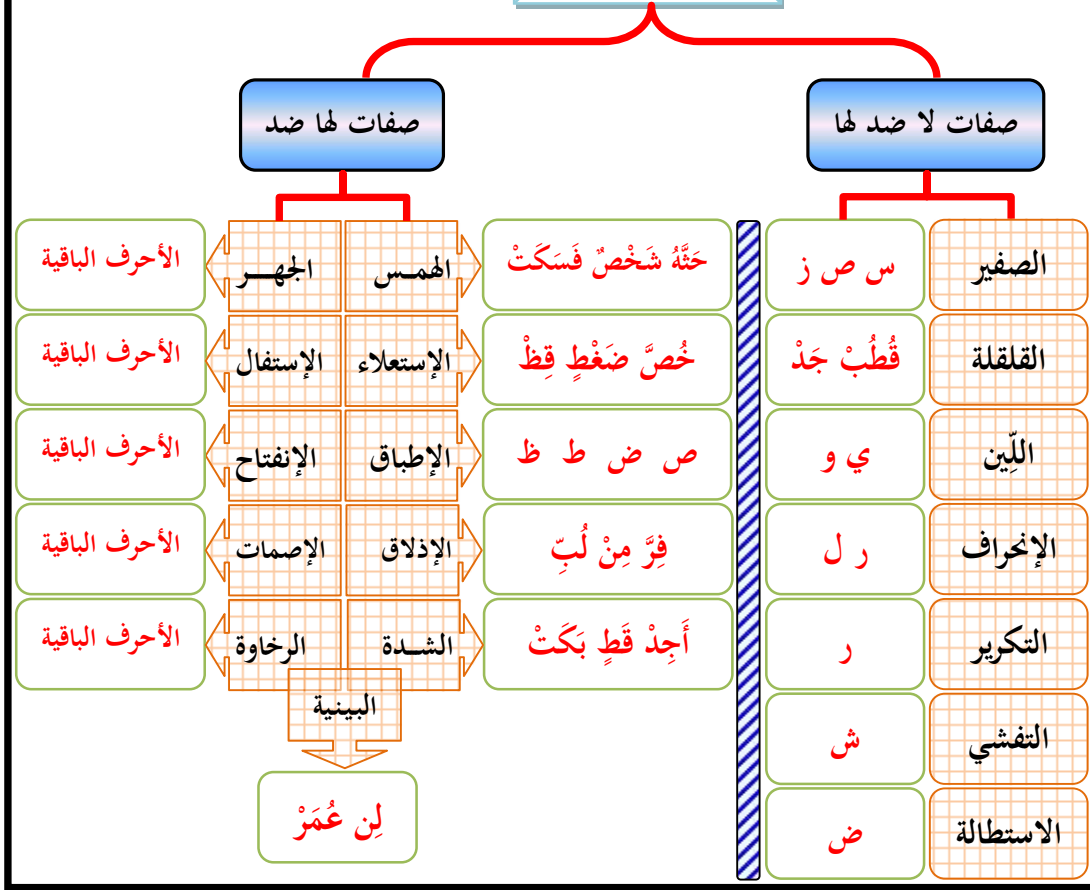 صفات لا ضد لها
صفات لها ضد
الصفير
س ص ز
حَثَّهُ شَخْصٌ فَسَكَتْ
الهمـس
الجهـــر
الأحرف الباقية
القلقلة
قُطُبْ جَدْ
خُصَّ ضَغْطٍ قِظْ
الإستعلاء
الإستفال
الأحرف الباقية
اللِّين
ي و
ص ض ط ظ
الإطباق
الإنفتاح
الأحرف الباقية
الإنحراف
ر ل
فِرَّ مِنْ لُبِّ
الإذلاق
الإصمات
الأحرف الباقية
التكرير
ر
أَجِدْ قَطٍ بَكَتْ
الشــدة
الرخاوة
الأحرف الباقية
البينية
التفشي
ش
لِن عُمَرْ
الاستطالة
ض